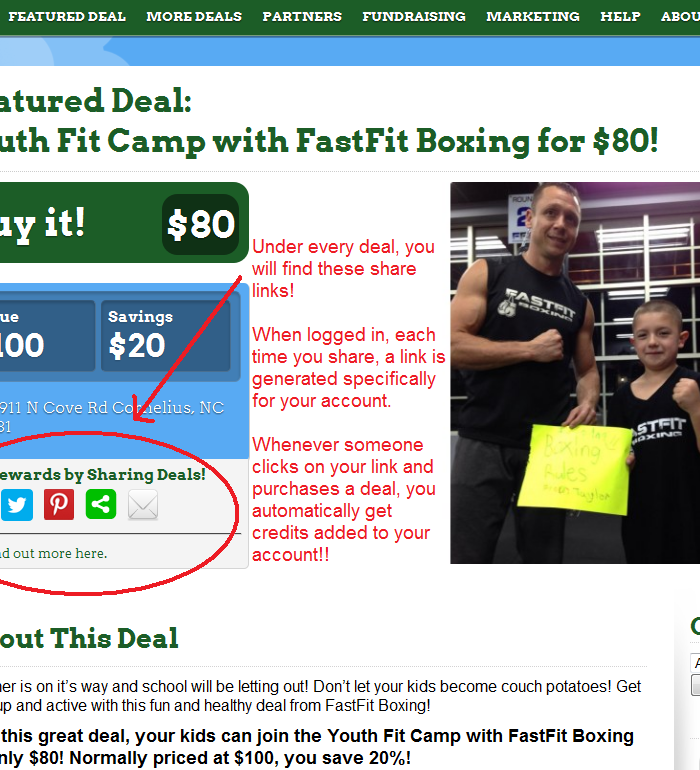 FEATURED DEAL MORE DEALS PARTNERS FUNDRAISING MARKETING HELP ABOU
atured Deal:
uth Fit Camp with FastFit Boxing for $80!
uy it! $80
ue Savings
100 $20
911 N Cove Rd Cornelius, NC
31
ewards by Sharing Deals!
nd out more here.
Under every deal, you
will find these share
links!
When logged in, each
time you share, a link is
generated specifically
for your account.
Whenever someone
clicks on your link and
purchases a deal, you
automatically get
credits added to your
account!!
ROUN
2
FASTFIT
BOXING
FASTFIT
BOXING
Boxing
Rules
out This Deal
ner is on it's way and school will be letting out! Don't let your kids become couch potatoes! Get
up and active with this fun and healthy deal from FastFit Boxing!
this great deal, your kids can join the Youth Fit Camp with FastFit Boxing
nly $80! Normally priced at $100, you save 20%!